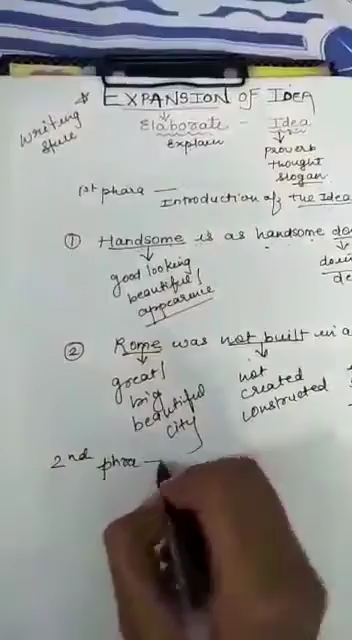 EXPANSION OF IDEA
Writing
Elaborate - Idea
Explain
proverb
thought
slogan
1st phara — Introduction of the Idea
① Handsome is as handsome do
good looking
beautiful /
appearance
② Rome was not built in a
great /
big
beautiful
city
not
created
constructed
2nd phra —